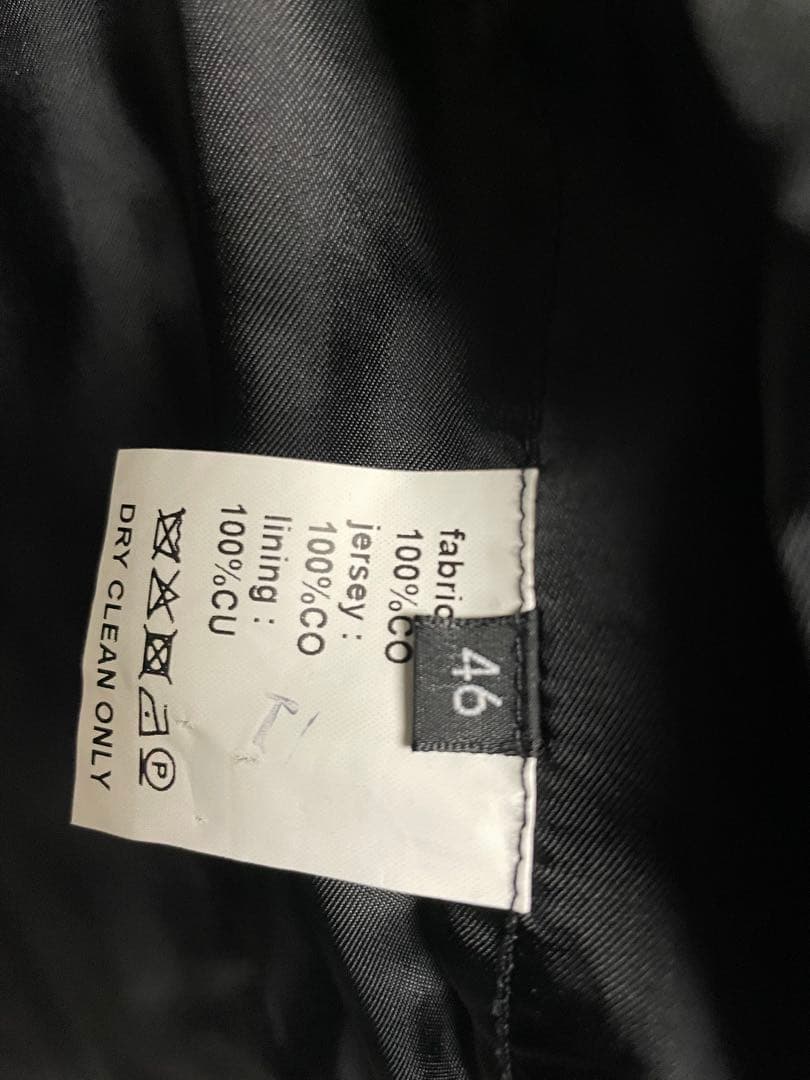 46
fabric
100%CO
jersey :
100%CO
lining :
100%CU
P
DRY CLEAN ONLY